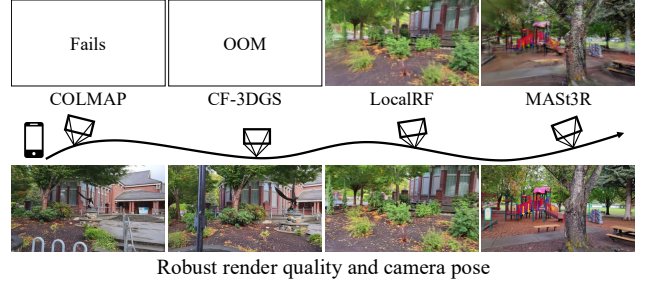 Fails OOM
COLMAP CF-3DGS LocalRF MASt3R
Robust render quality and camera pose